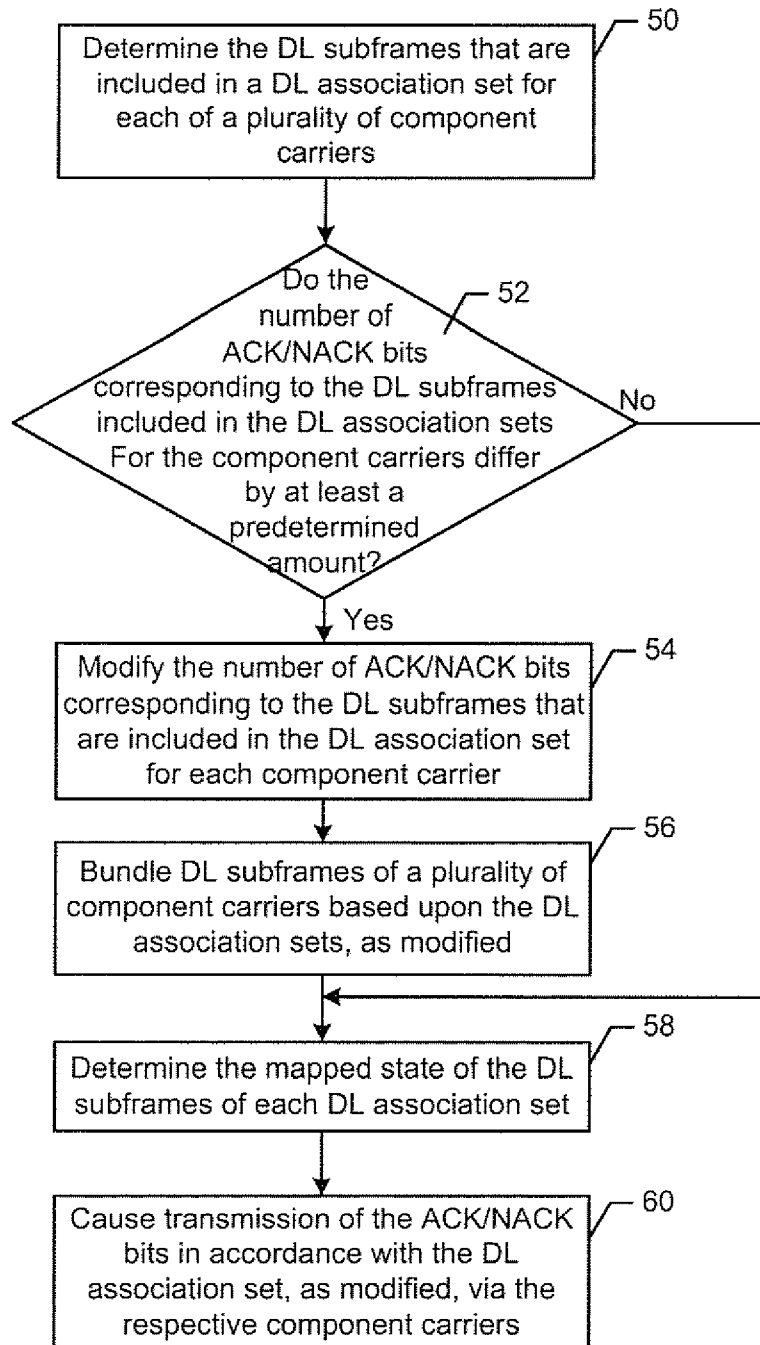 50
Determine the DL subframes that are
included in a DL association set for
each of a plurality of component
carriers
52
Do the
number of
ACK/NACK bits
corresponding to the DL subframes
included in the DL association sets
For the component carriers differ
by at least a
predetermined
amount?
No
Yes
54
Modify the number of ACK/NACK bits
corresponding to the DL subframes that
are included in the DL association set
for each component carrier
56
Bundle DL subframes of a plurality of
component carriers based upon the DL
association sets, as modified
58
Determine the mapped state of the DL
subframes of each DL association set
60
Cause transmission of the ACK/NACK
bits in accordance with the DL
association set, as modified, via the
respective component carriers